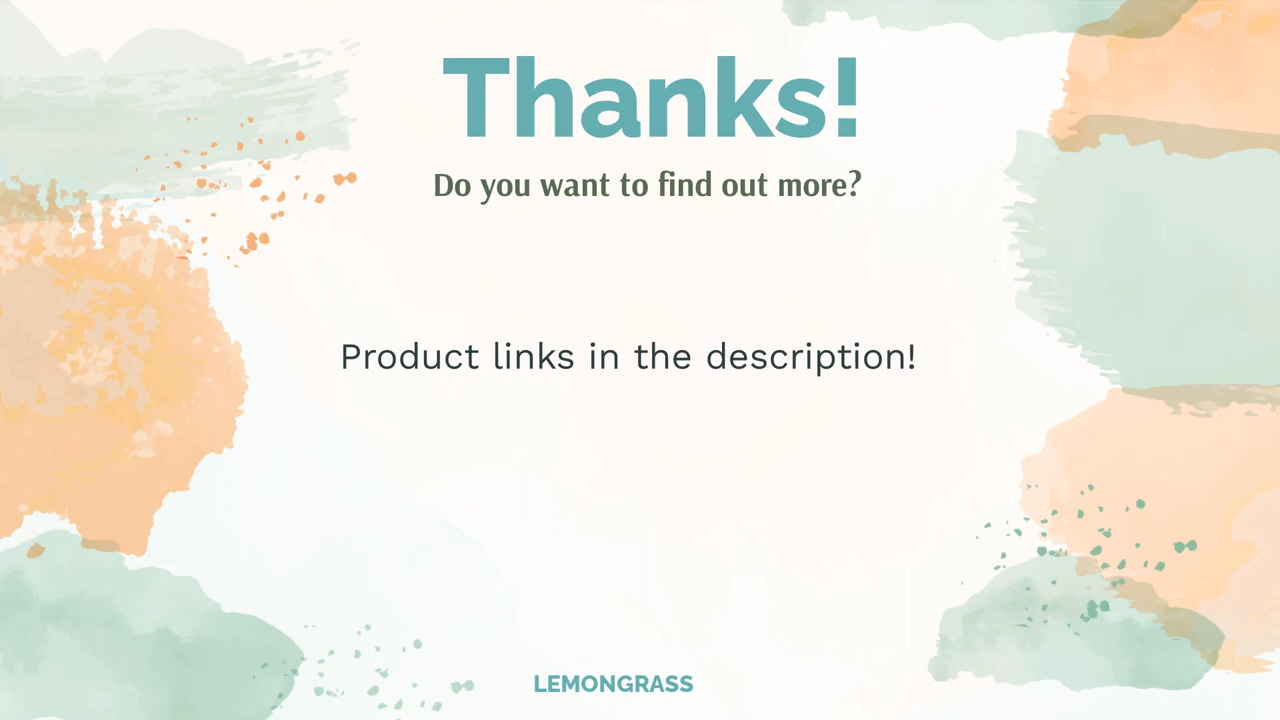 Thanks!
Do you want to find out more?
Product links in the description!
LEMONGRASS